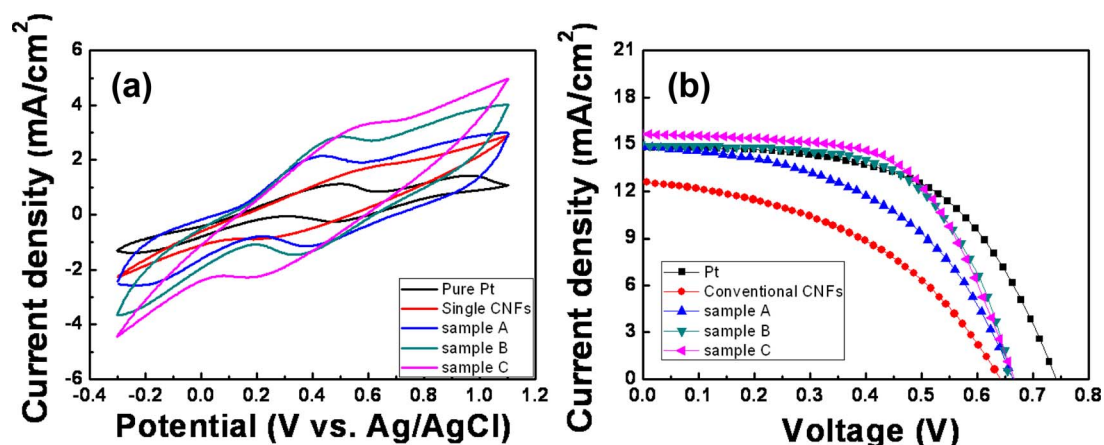 (a)
Current density (mA/cm²)
6
4
2
0
-2
-4
-6
-0.4 -0.2 0.0 0.2 0.4 0.6 0.8 1.0 1.2
Potential (V vs. Ag/AgCl)
Pure Pt
Single CNFs
sample A
sample B
sample C
(b)
Current density (mA/cm²)
21
18
15
12
9
6
3
0
0.0 0.1 0.2 0.3 0.4 0.5 0.6 0.7 0.8
Voltage (V)
Pt
Conventional CNFs
sample A
sample B
sample C